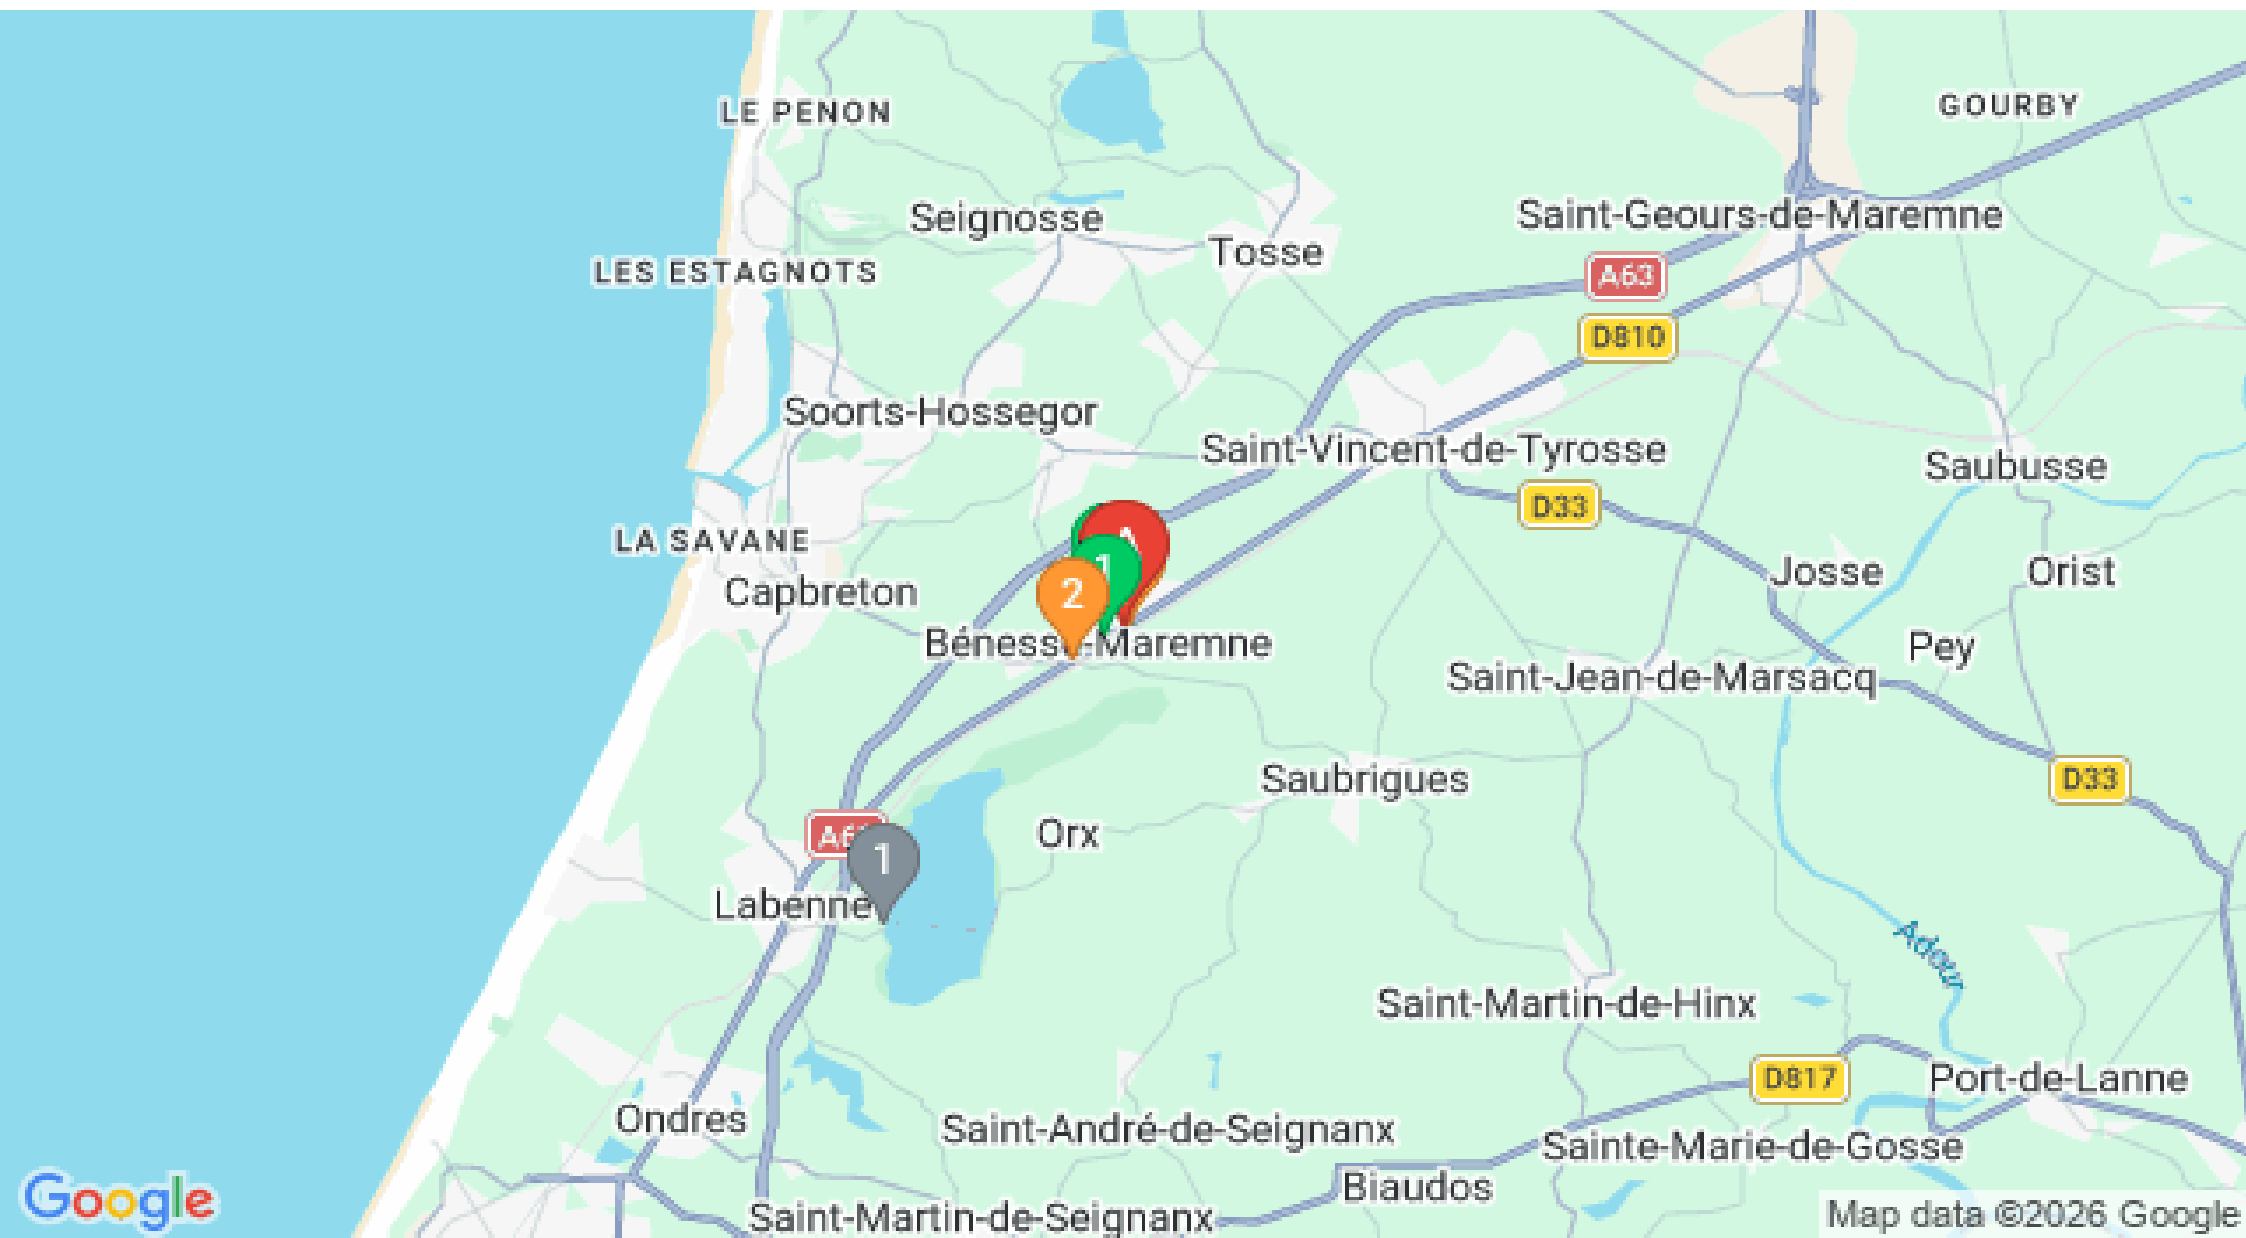 LE PENON
GOURBY
Seignosse
Saint-Geours-de-Maremne
Tosse
LES ESTAGNOTS
A63
D810
Soorts-Hossegor
Saint-Vincent-de-Tyrosse
Saubusse
D33
LA SAVANE
1
2
Capbreton
Josse
Orist
Bénesse-Maremne
Pey
Saint-Jean-de-Marsacq
Saubrigues
D33
Orx
1
Labenne
Adour
Saint-Martin-de-Hinx
D817
Port-de-Lanne
Ondres
Saint-André-de-Seignanx
Sainte-Marie-de-Gosse
Biaudos
Google
Saint-Martin-de-Seignanx
Map data ©2026 Google